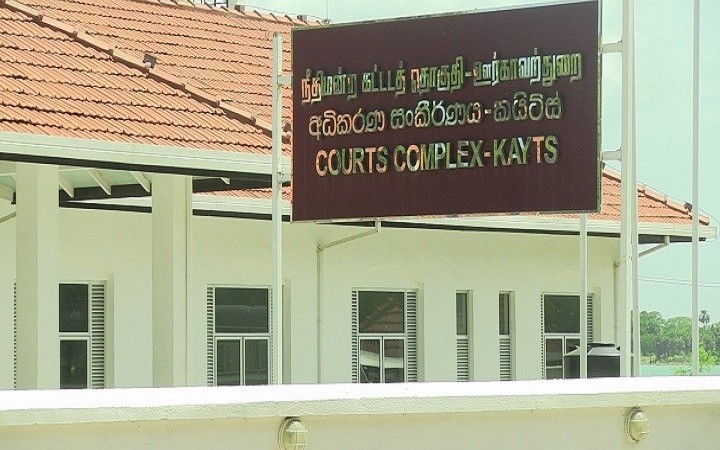 நீதிமன்ற கட்டடத் தொகுதி-ஊர்காவற்துறை
අධිකරණ සංකීර්ණය-කයිට්ස්
COURTS COMPLEX-KAYTS